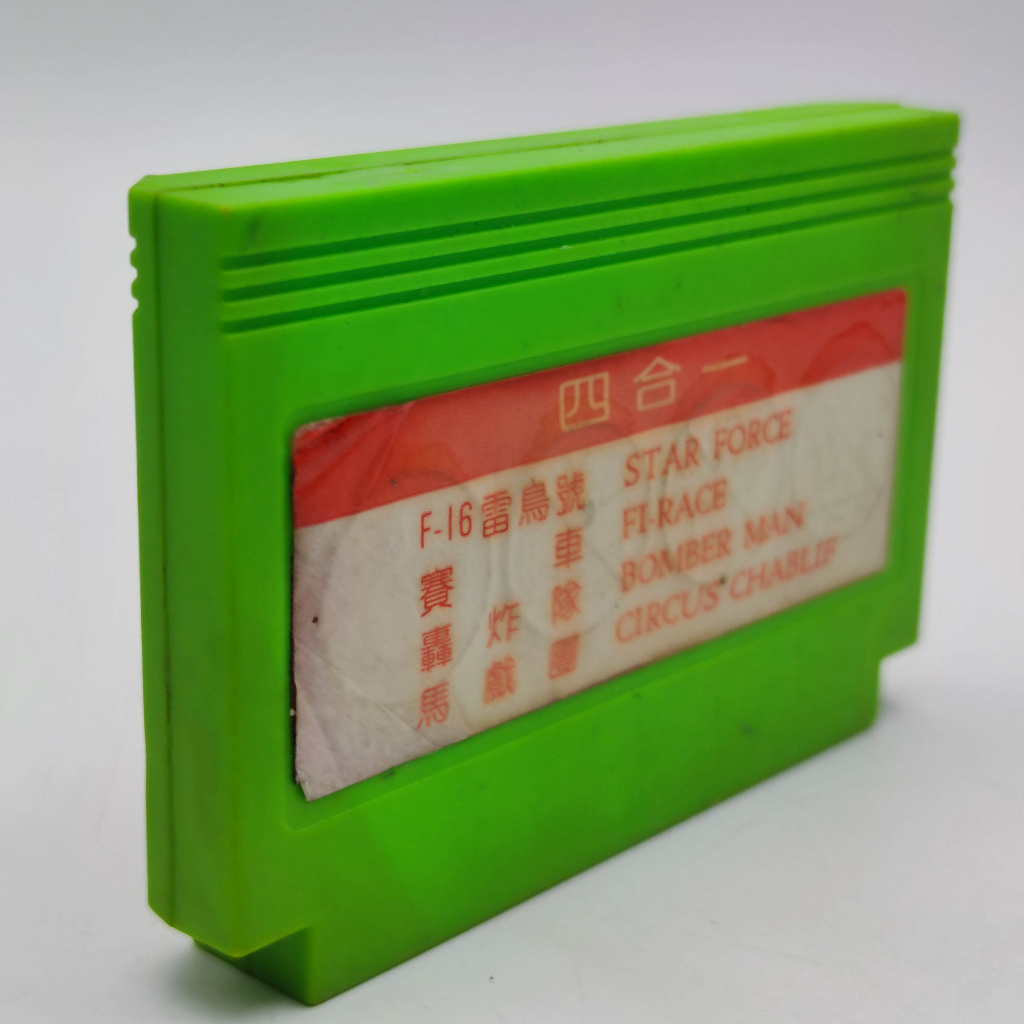 四合一
F-16雷鳥號 STAR FORCE
賽車隊 FI-RACE
轟炸 BOMBER MAN
馬戲團 CIRCUS CHABLIE